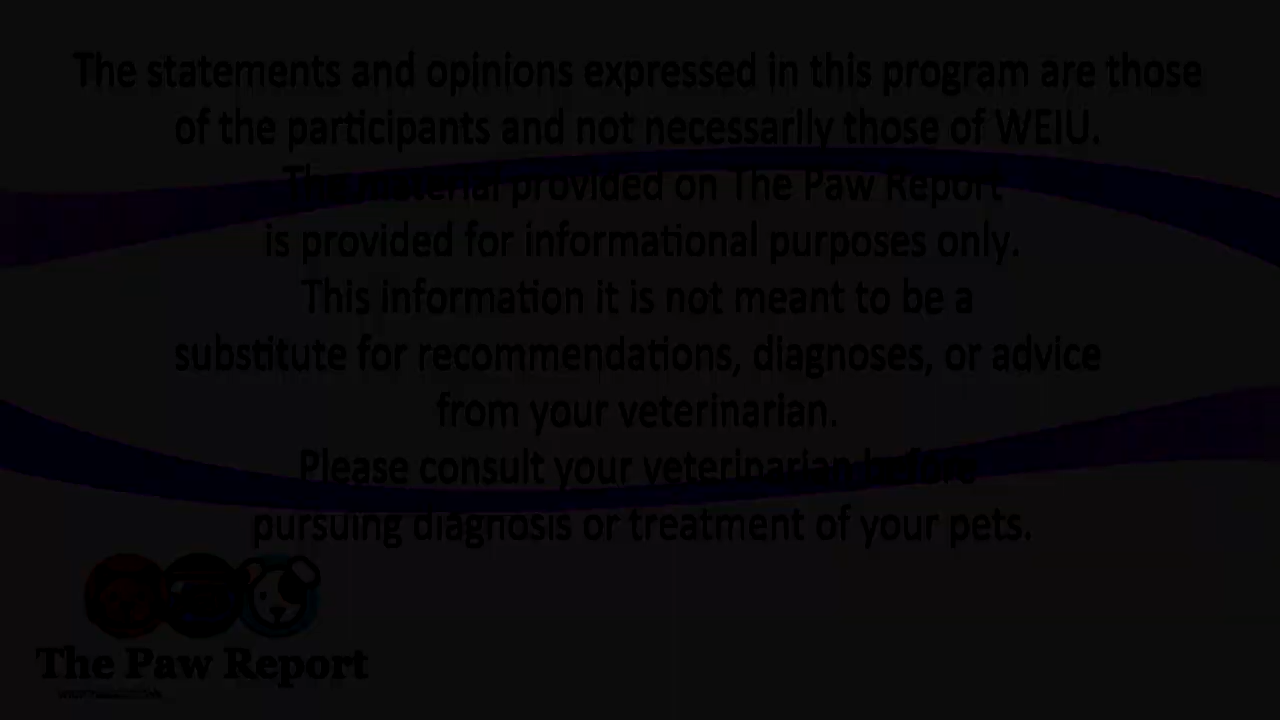 The statements and opinions expressed in this program are those
of the participants and not necessarily those of WEIU.
The material provided on The Paw Report
is provided for informational purposes only.
This information it is not meant to be a
substitute for recommendations, diagnoses, or advice
from your veterinarian.
Please consult your veterinarian before
pursuing diagnosis or treatment of your pets.
The Paw Report